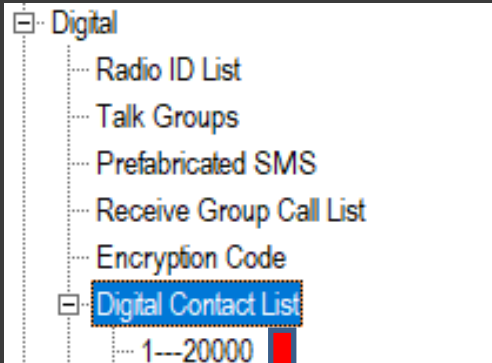 Digital
Radio ID List
Talk Groups
Prefabricated SMS
Receive Group Call List
Encryption Code
Digital Contact List
1---20000